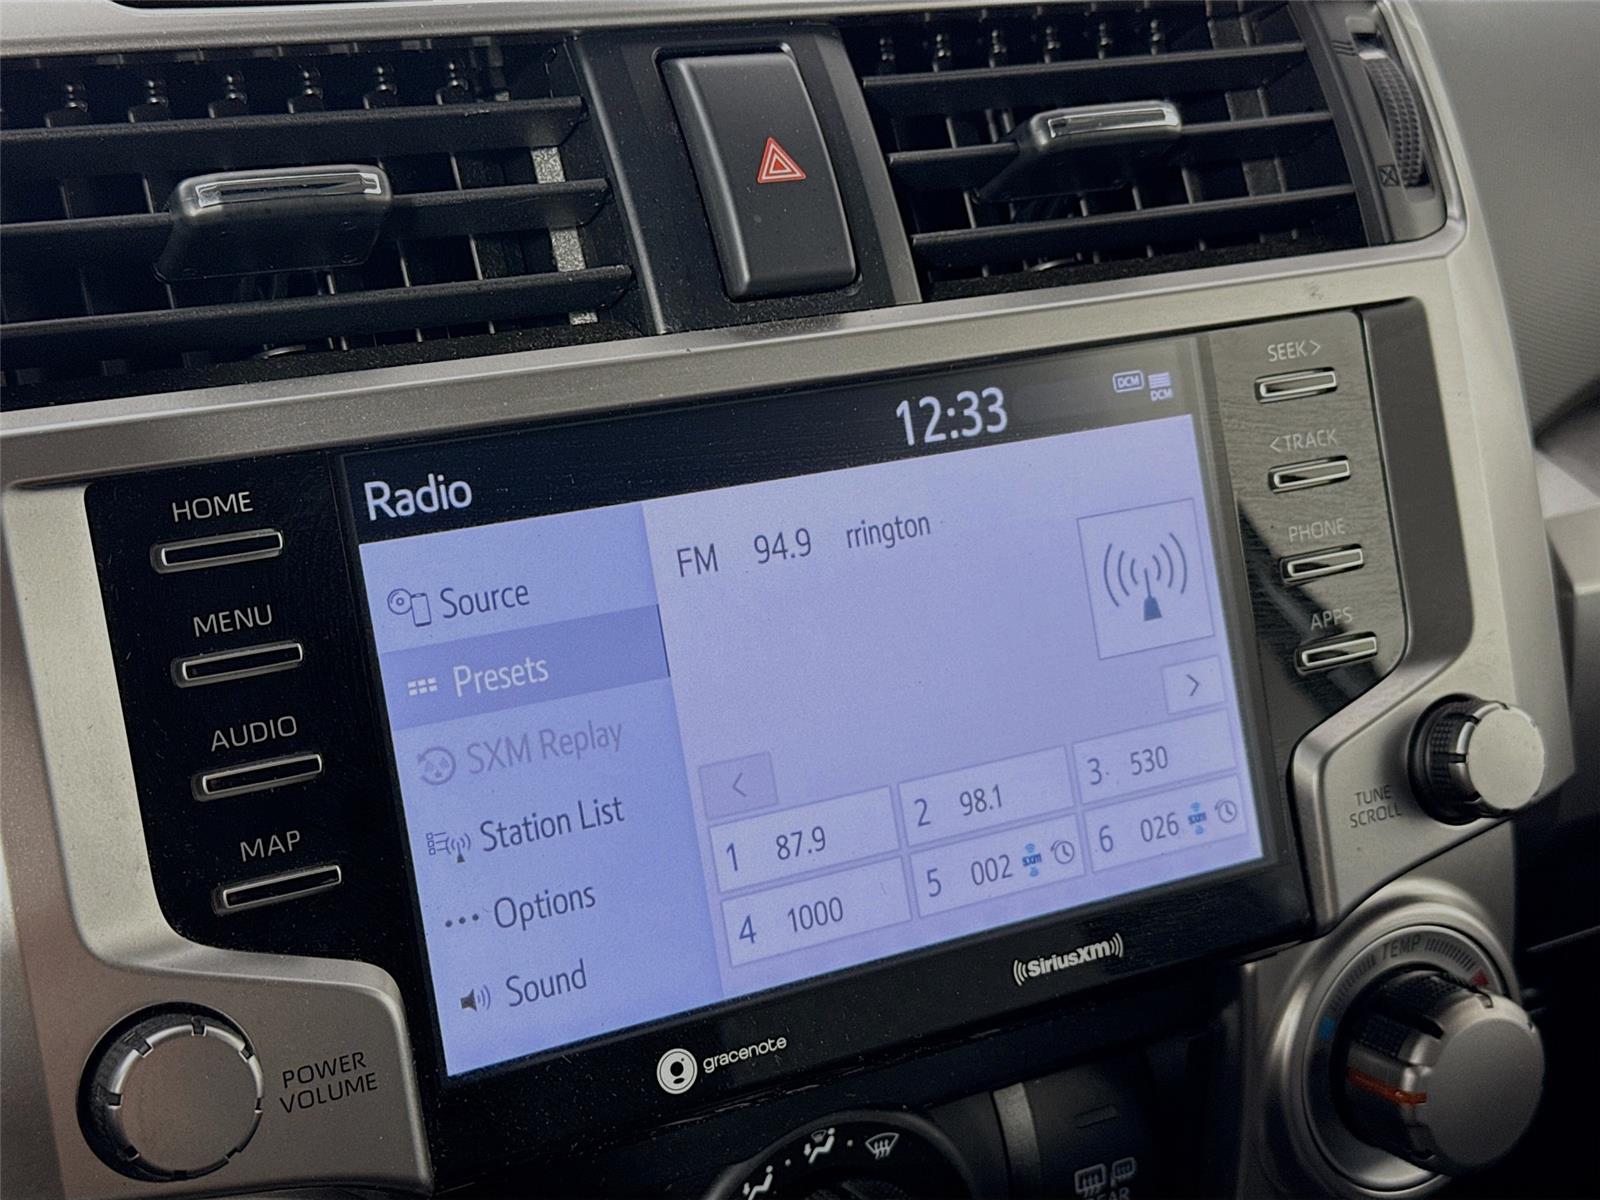 SEEK>
<TRACK
PHONE
APPS
TUNE
SCROLL
TEMP
HOME
MENU
AUDIO
MAP
POWER
VOLUME
12:33
DCM
DCM
Radio
Source
Presets
SXM Replay
Station List
Options
Sound
FM 94.9 rrington
<
>
1 87.9
2 98.1
3 530
4 1000
5 002 sxm
6 026 sxm
gracenote
SiriusXM